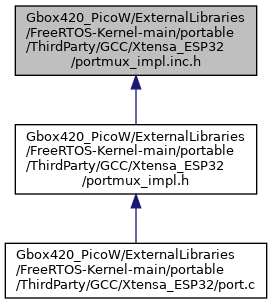 Gbox420_PicoW/ExternalLibraries
/FreeRTOS-Kernel-main/portable
/ThirdParty/GCC/Xtensa_ESP32
/portmux_impl.inc.h
Gbox420_PicoW/ExternalLibraries
/FreeRTOS-Kernel-main/portable
/ThirdParty/GCC/Xtensa_ESP32
/portmux_impl.h
Gbox420_PicoW/ExternalLibraries
/FreeRTOS-Kernel-main/portable
/ThirdParty/GCC/Xtensa_ESP32/port.c